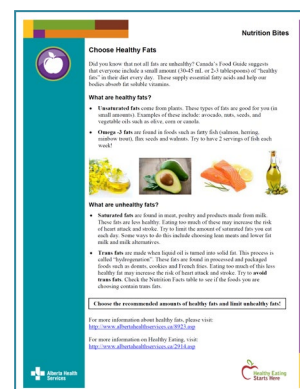 Nutrition Bites
Choose Healthy Fats
Did you know that not all fats are unhealthy? Canada's Food Guide suggests
that everyone include a small amount (30-45 mL or 2-3 tablespoons) of "healthy
fats" in their diet every day. These supply essential fatty acids and help our
bodies absorb fat soluble vitamins.
What are healthy fats?
• Unsaturated fats come from plants. These types of fats are good for you (in
small amounts). Examples of these include: avocado, nuts, seeds, and
vegetable oils such as olive, corn or canola.
• Omega -3 fats are found in foods such as fatty fish (salmon, herring,
rainbow trout), flax seeds and walnuts. Try to have 2 servings of fish each
week!
What are unhealthy fats?
• Saturated fats are found in meat, poultry and products made from milk.
These fats are less healthy. Eating too much of these may increase the risk
of heart attack and stroke. Try to limit the amount of saturated fats you eat
each day. Some ways to do this include choosing lean meats and lower fat
milk and milk alternatives.
• Trans fats are made when liquid oil is turned into solid fat. This process is
called "hydrogenation". These fats are found in processed and packaged
foods such as donuts, cookies and French fries. Eating too much of this less
healthy fat may increase the risk of heart attack and stroke. Try to avoid
trans fats. Check the Nutrition Facts table to see if the foods you are
choosing contain trans fats.
Choose the recommended amounts of healthy fats and limit unhealthy fats!
For more information about healthy fats, please visit:
http://www.albertahealthservices.ca/8923.asp
For more information on Healthy Eating, visit:
http://www.albertahealthservices.ca/2914.asp
Alberta Health
Services
Healthy Eating
Starts Here